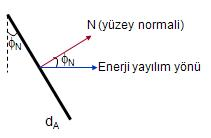 N (yüzey normali)
ϕN
ϕN
Enerji yayılım yönü
dA